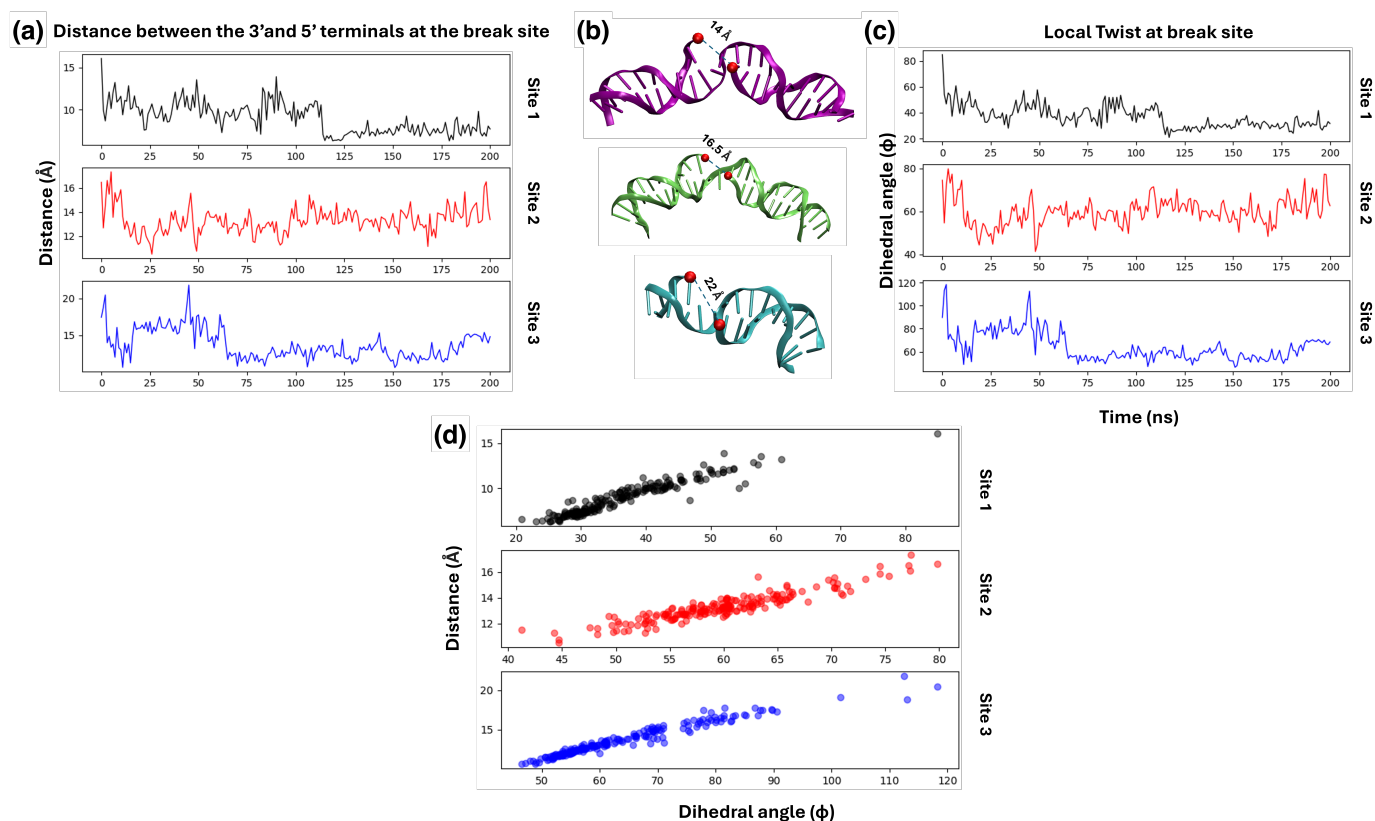 (a) Distance between the 3’and 5’ terminals at the break site
Distance (Å)
15
10
0 25 50 75 100 125 150 175 200
Site 1
16
14
12
0 25 50 75 100 125 150 175 200
Site 2
20
15
0 25 50 75 100 125 150 175 200
Site 3
(b)
14 Å
16.5 Å
22 Å
(c) Local Twist at break site
Dihedral angle (ϕ)
80
60
40
20
0 25 50 75 100 125 150 175 200
Site 1
80
60
40
0 25 50 75 100 125 150 175 200
Site 2
120
100
80
60
0 25 50 75 100 125 150 175 200
Site 3
Time (ns)
(d)
Distance (Å)
15
10
20 30 40 50 60 70 80
Site 1
16
14
12
40 45 50 55 60 65 70 75 80
Site 2
20
15
50 60 70 80 90 100 110 120
Site 3
Dihedral angle (ϕ)